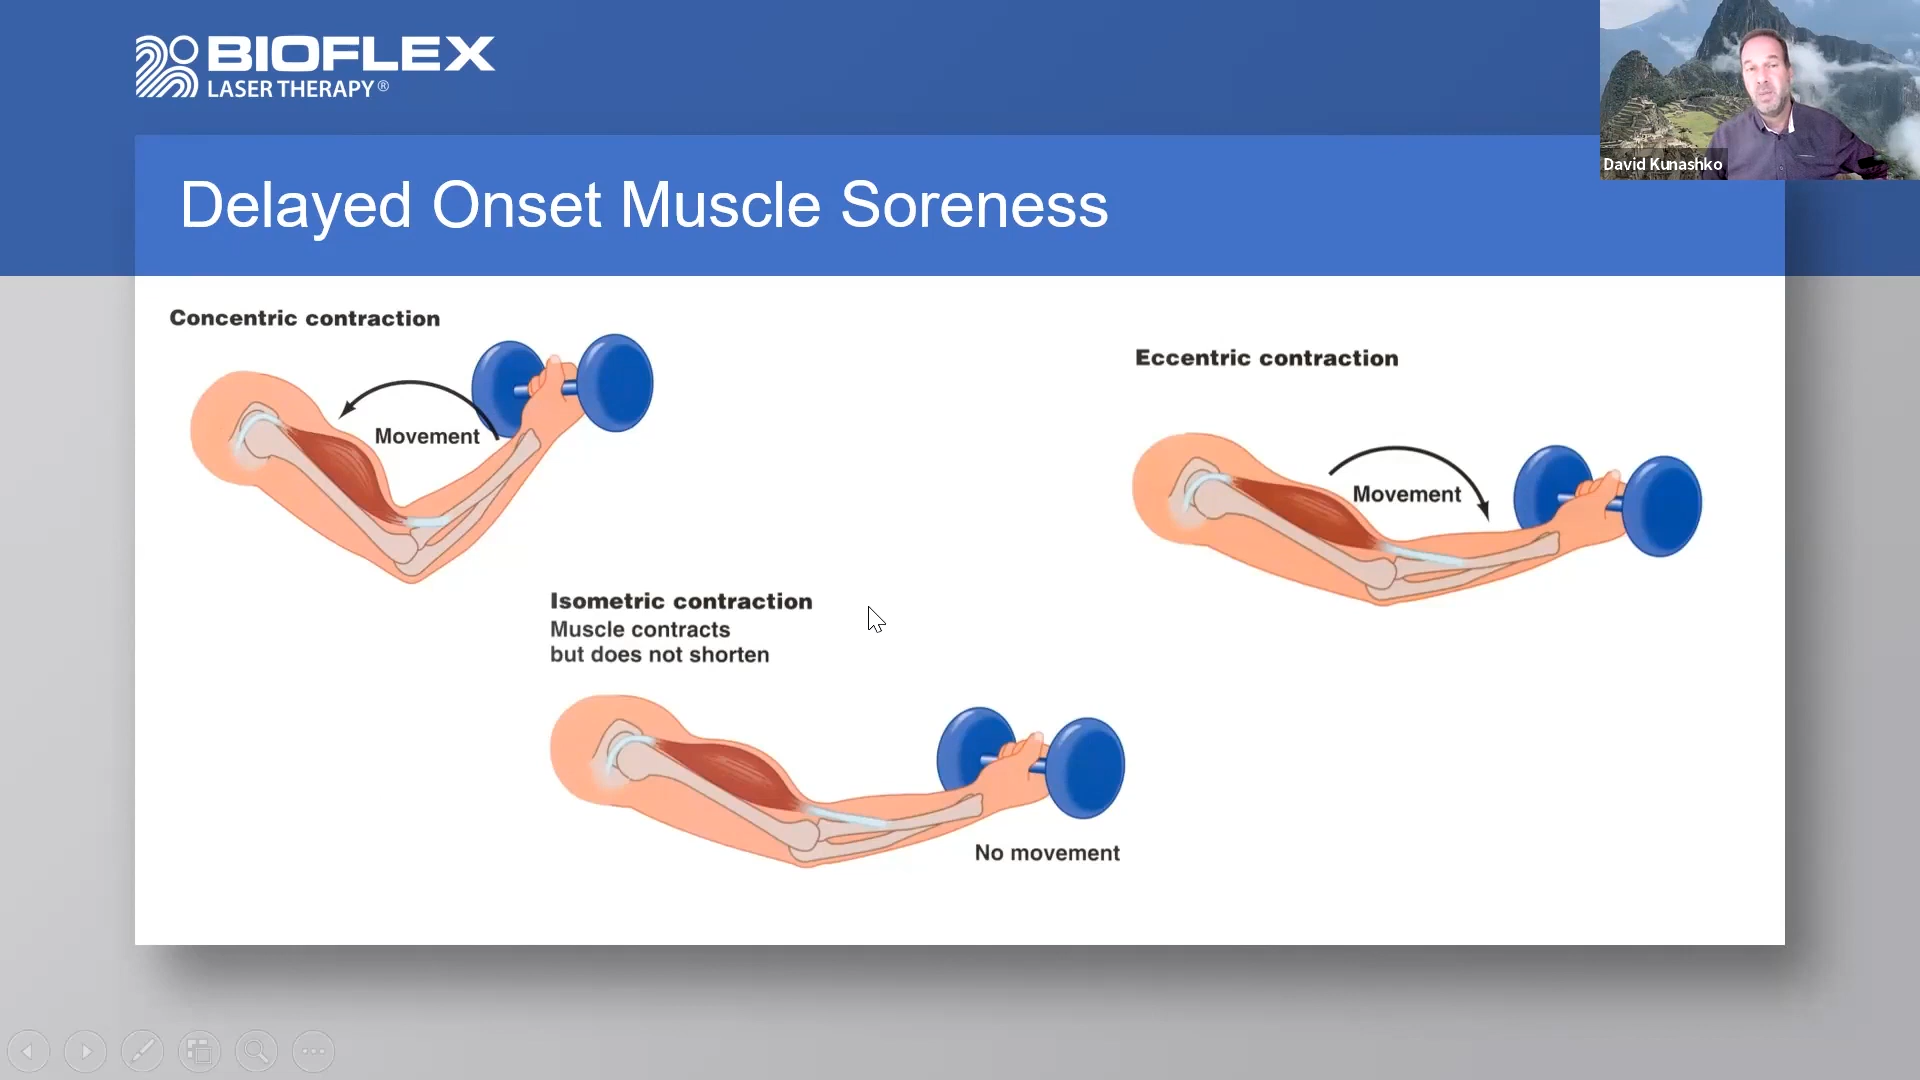 BIOFLEX
LASER THERAPY®
David Kunashko
Delayed Onset Muscle Soreness
Concentric contraction
Movement
Eccentric contraction
Movement
Isometric contraction
Muscle contracts
but does not shorten
No movement